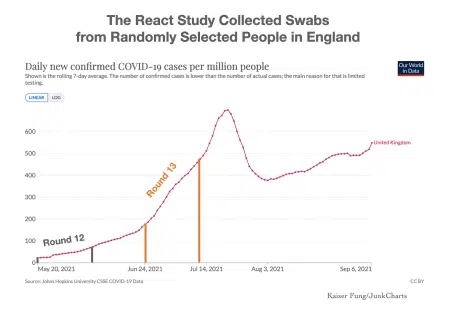 The React Study Collected Swabs
from Randomly Selected People in England
Daily new confirmed COVID-19 cases per million people
Shown is the rolling 7-day average. The number of confirmed cases is lower than the number of actual cases; the main reason for that is limited
testing.
Our World
in Data
LINEAR LOG
600
500
400
300
200
100
0
United Kingdom
Round 12
Round 13
May 20, 2021
Jun 24, 2021
Jul 14, 2021
Aug 3, 2021
Sep 6, 2021
Source: Johns Hopkins University CSSE COVID-19 Data
CC BY
Kaiser Fung/JunkCharts